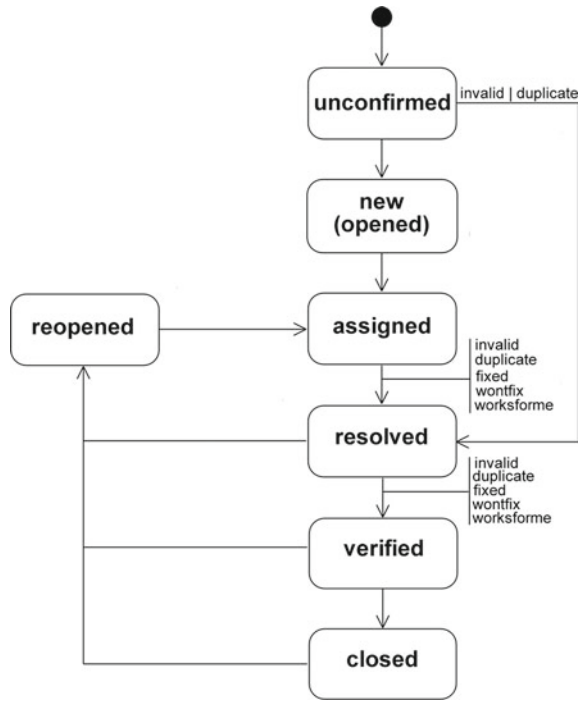 unconfirmed
invalid | duplicate
new
(opened)
reopened
assigned
invalid
duplicate
fixed
wontfix
worksforme
resolved
invalid
duplicate
fixed
wontfix
worksforme
verified
closed